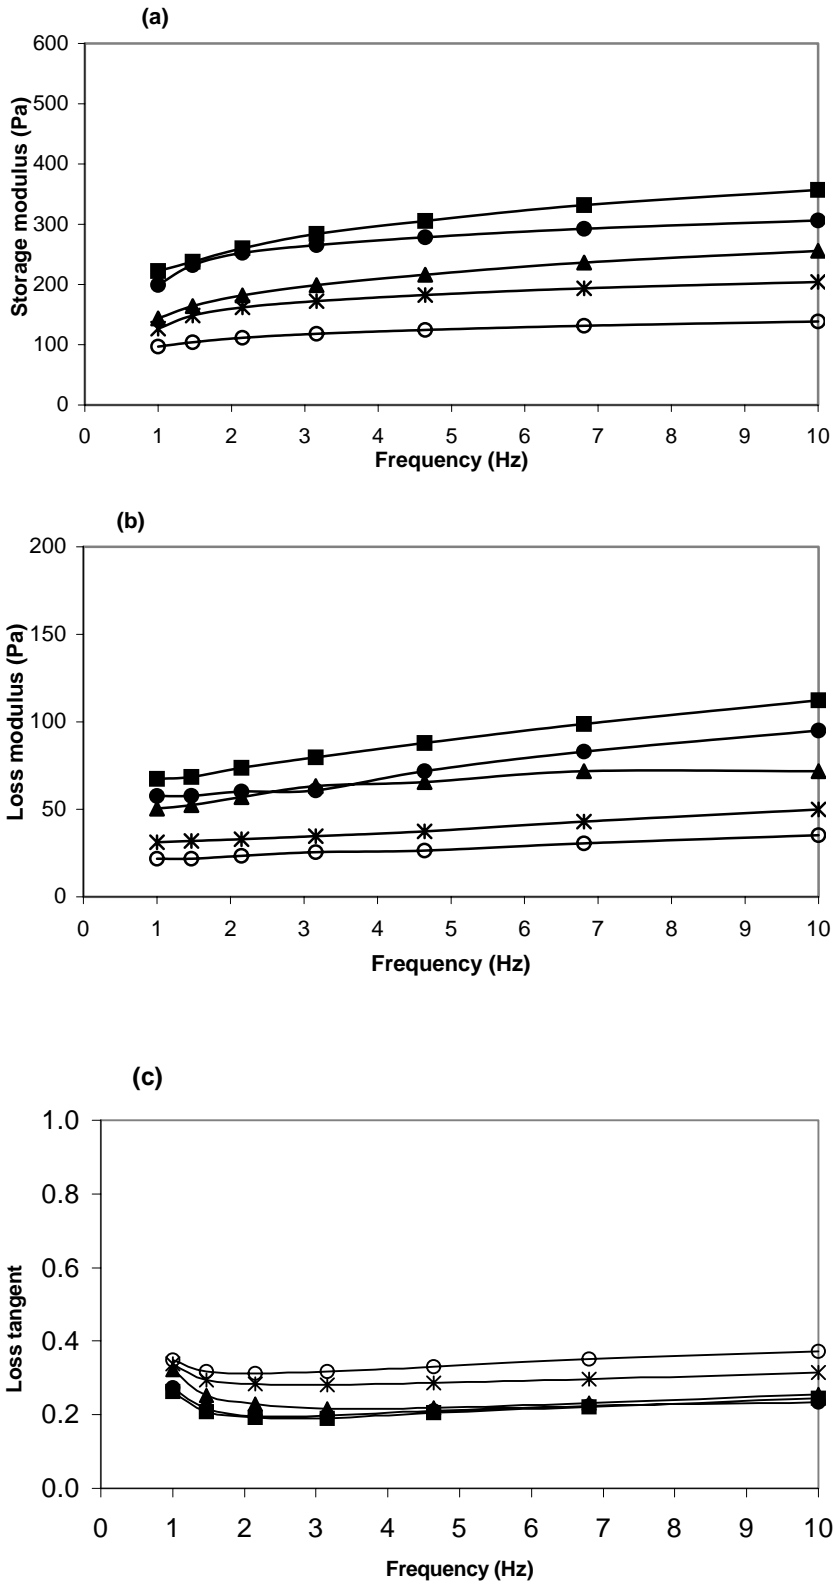 (a)
600
500
400
300
200
100
0
Storage modulus (Pa)
0 1 2 3 4 5 6 7 8 9 10
Frequency (Hz)
(b)
200
150
100
50
0
Loss modulus (Pa)
0 1 2 3 4 5 6 7 8 9 10
Frequency (Hz)
(c)
1.0
0.8
0.6
0.4
0.2
0.0
Loss tangent
0 1 2 3 4 5 6 7 8 9 10
Frequency (Hz)